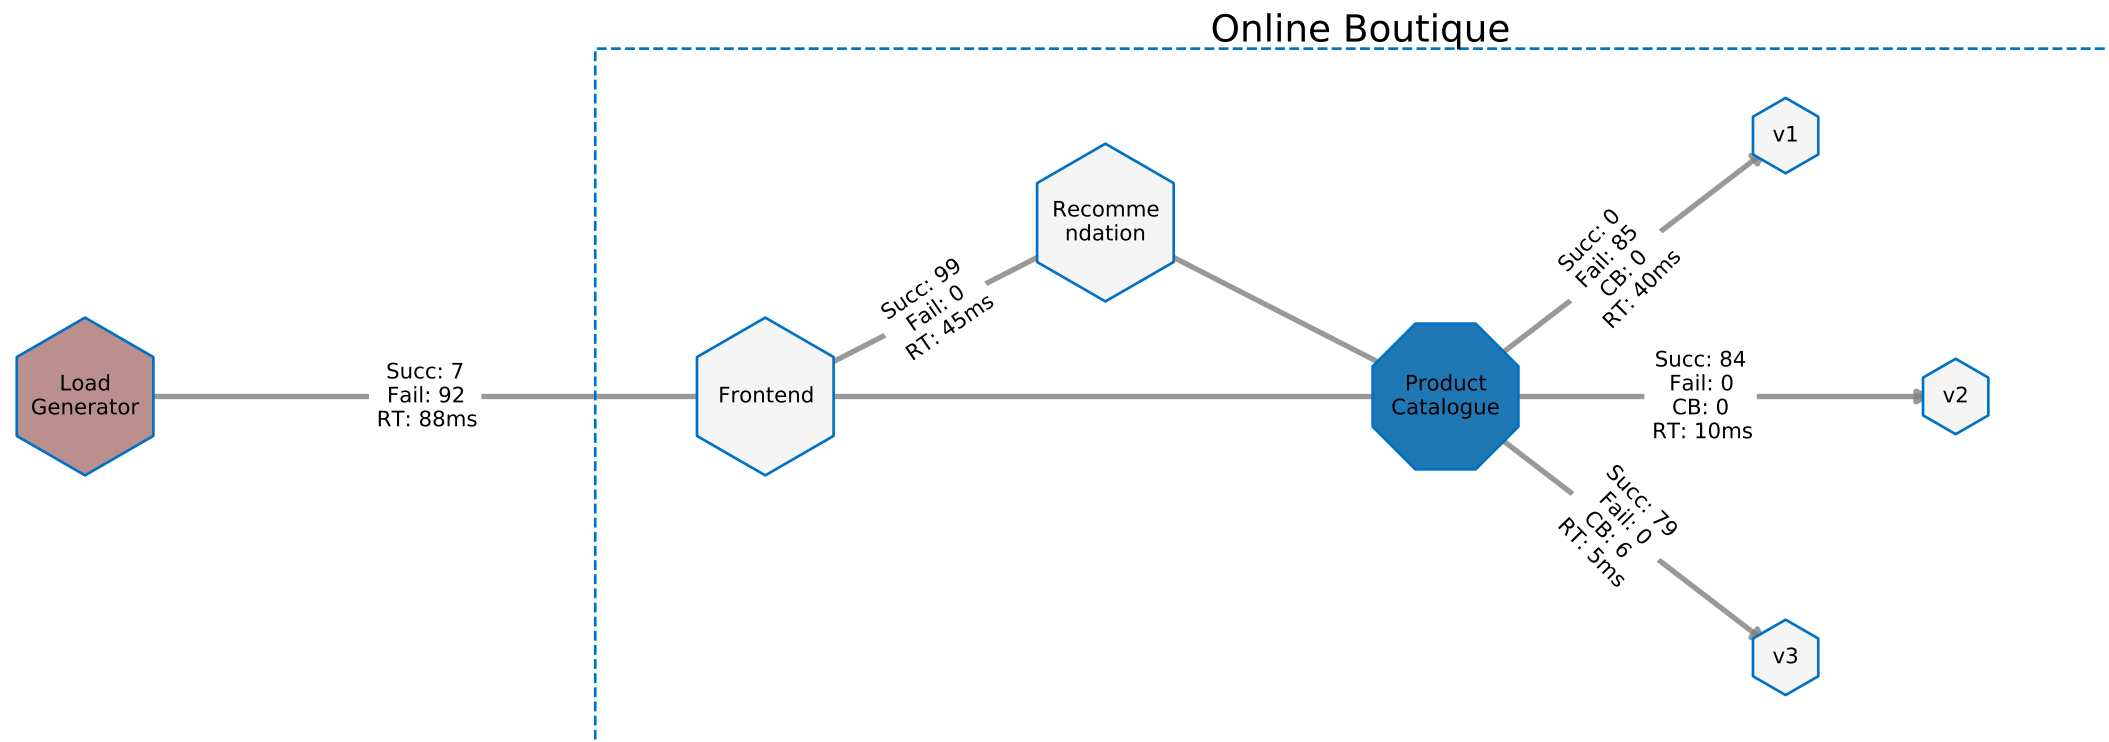 Online Boutique
Load
Generator
Succ: 7
Fail: 92
RT: 88ms
Frontend
Succ: 99
Fail: 0
RT: 45ms
Recomme
ndation
Product
Catalogue
Succ: 0
Fail: 85
CB: 0
RT: 40ms
v1
Succ: 84
Fail: 0
CB: 0
RT: 10ms
v2
Succ: 79
Fail: 0
CB: 6
RT: 5ms
v3